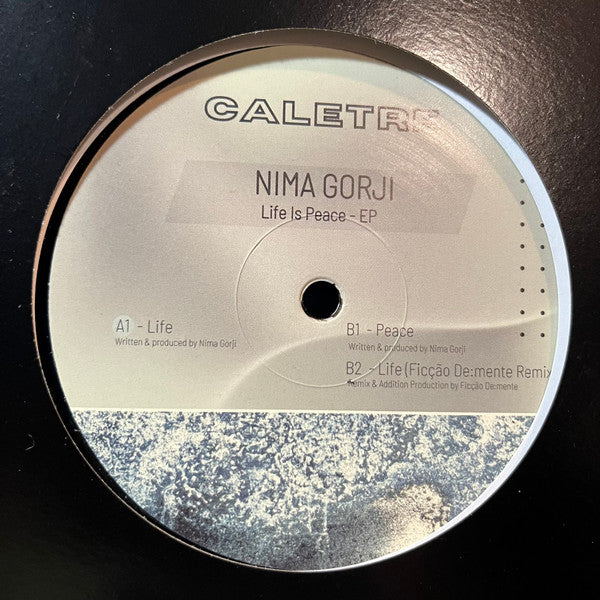 CALETRE
NIMA GORJI
Life Is Peace - EP
A1 - Life
Written & produced by Nima Gorji
B1 - Peace
Written & produced by Nima Gorji
B2 - Life (Ficção De:mente Remix
Remix & Addition Production by Ficção De:mente